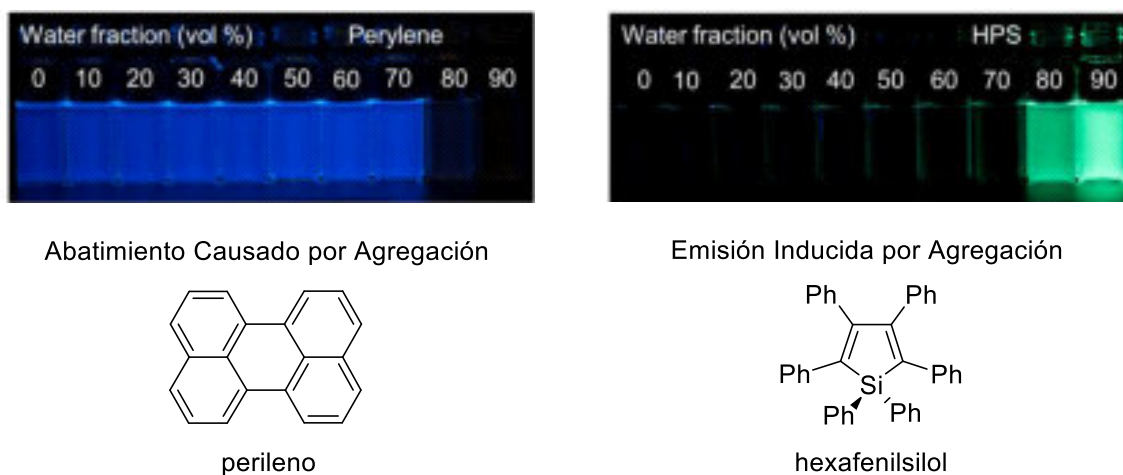 Water fraction (vol %) Perylene
0 10 20 30 40 50 60 70 80 90
Water fraction (vol %) HPS
0 10 20 30 40 50 60 70 80 90
Abatimiento Causado por Agregación
Emisión Inducida por Agregación
perileno
Ph Ph
Ph Ph
Si
Ph Ph
hexafenilsilol